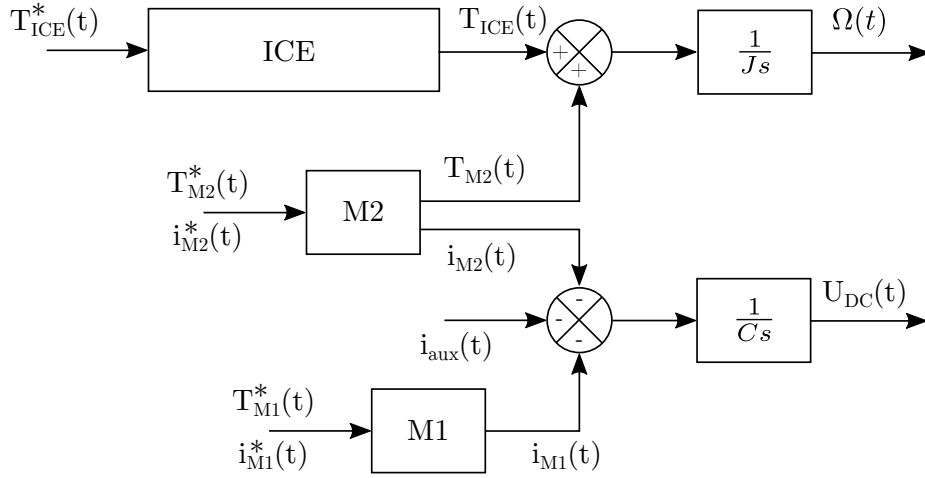 T*ICE(t)
ICE
TICE(t)
+
+
1
Js
Ω(t)
T*M2(t)
i*M2(t)
M2
TM2(t)
iM2(t)
-
-
-
iaux(t)
1
Cs
UDC(t)
T*M1(t)
i*M1(t)
M1
iM1(t)